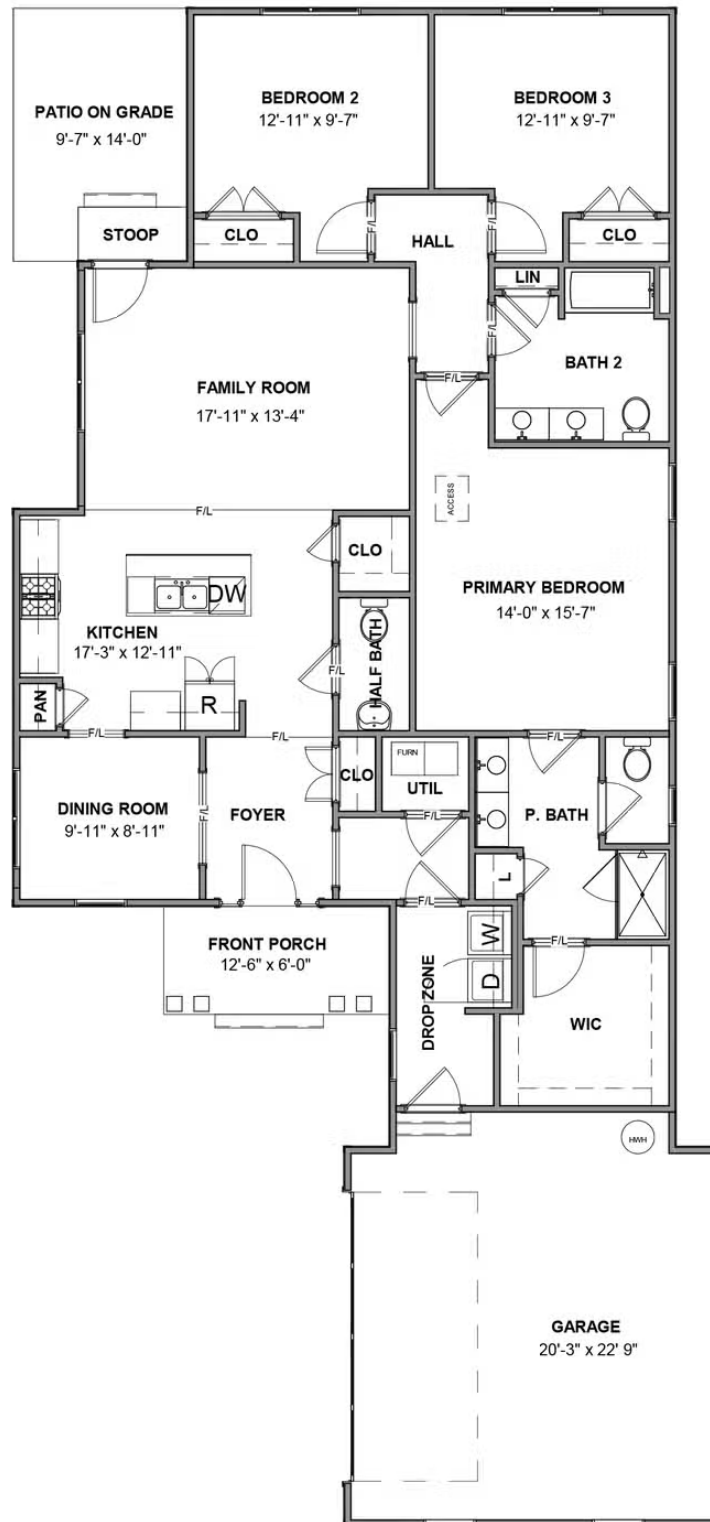 BEDROOM 2
12'-11" x 9'-7"
BEDROOM 3
12'-11" x 9'-7"
PATIO ON GRADE
9'-7" x 14'-0"
STOOP
CLO
F/L
HALL
F/L
CLO
LIN
F/L
BATH 2
FAMILY ROOM
17'-11" x 13'-4"
F/L
ACCESS
F/L
CLO
DW
PRIMARY BEDROOM
14'-0" x 15'-7"
KITCHEN
17'-3" x 12'-11"
HALF BATH
F/L
PAN
R
F/L
F/L
F/L
FURN
UTIL
CLO
DINING ROOM
9'-11" x 8'-11"
F/L
FOYER
F/L
P. BATH
L
F/L
W
F/L
FRONT PORCH
12'-6" x 6'-0"
D
DROP ZONE
WIC
HWH
GARAGE
20'-3" x 22' 9"